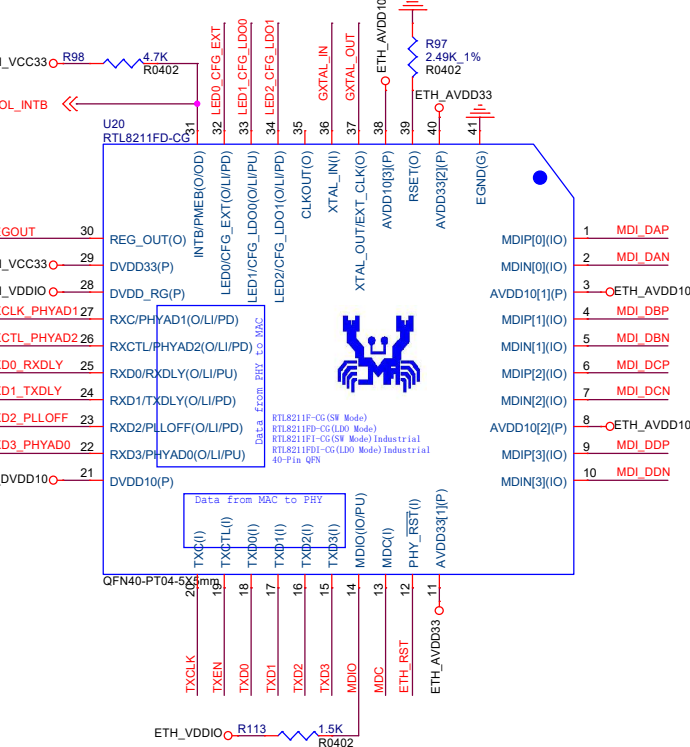 ETH_AVDD10
_VCC33
R98
4.7K
R0402
OL_INTB
LED0_CFG_EXT
LED1_CFG_LDO0
LED2_CFG_LDO1
GXTAL_IN
GXTAL_OUT
R97
2.49K_1%
R0402
ETH_AVDD33
U20
RTL8211FD-CG
31
32
33
34
35
36
37
38
39
40
41
INTB/PMEB(O/OD)
LED0/CFG_EXT(O/LI/PD)
LED1/CFG_LDO0(O/LI/PU)
LED2/CFG_LDO1(O/LI/PD)
CLKOUT(O)
XTAL_IN(I)
XTAL_OUT/EXT_CLK(O)
AVDD10[3](P)
RSET(O)
AVDD33[2](P)
EGND(G)
GOUT 30 REG_OUT(O)
_VCC33 29 DVDD33(P)
_VDDIO 28 DVDD_RG(P)
CLK_PHYAD1 27 RXC/PHYAD1(O/LI/PD)
CTL_PHYAD2 26 RXCTL/PHYAD2(O/LI/PD)
D0_RXDLY 25 RXD0/RXDLY(O/LI/PU)
D1_TXDLY 24 RXD1/TXDLY(O/LI/PD)
D2_PLLOFF 23 RXD2/PLLOFF(O/LI/PD)
D3_PHYAD0 22 RXD3/PHYAD0(O/LI/PU)
DVDD10 21 DVDD10(P)
Data from PHY to MAC
MDIP[0](IO) 1 MDI_DAP
MDIN[0](IO) 2 MDI_DAN
AVDD10[1](P) 3 ETH_AVDD10
MDIP[1](IO) 4 MDI_DBP
MDIN[1](IO) 5 MDI_DBN
MDIP[2](IO) 6 MDI_DCP
MDIN[2](IO) 7 MDI_DCN
AVDD10[2](P) 8 ETH_AVDD10
MDIP[3](IO) 9 MDI_DDP
MDIN[3](IO) 10 MDI_DDN
RTL8211F-CG(SW Mode)
RTL8211FD-CG(LDO Mode)
RTL8211FI-CG(SW Mode)Industrial
RTL8211FDI-CG(LDO Mode)Industrial
40-Pin QFN
Data from MAC to PHY
TXC(I)
TXCTL(I)
TXD0(I)
TXD1(I)
TXD2(I)
TXD3(I)
MDIO(IO/PU)
MDC(I)
PHY_RST(I)
AVDD33[1](P)
QFN40-PT04-5X5mm
20
19
18
17
16
15
14
13
12
11
TXCLK
TXEN
TXD0
TXD1
TXD2
TXD3
MDIO
MDC
ETH_RST
ETH_AVDD33
ETH_VDDIO
R113
1.5K
R0402